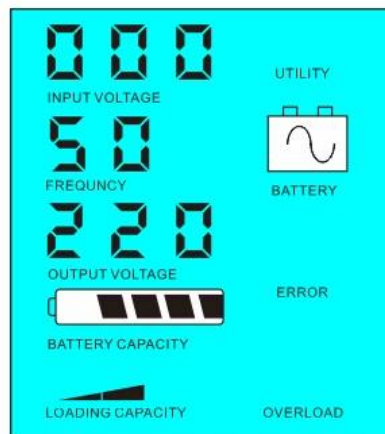 000
UTILITY
INPUT VOLTAGE
50
FREQUNCY
BATTERY
220
OUTPUT VOLTAGE
ERROR
BATTERY CAPACITY
LOADING CAPACITY
OVERLOAD